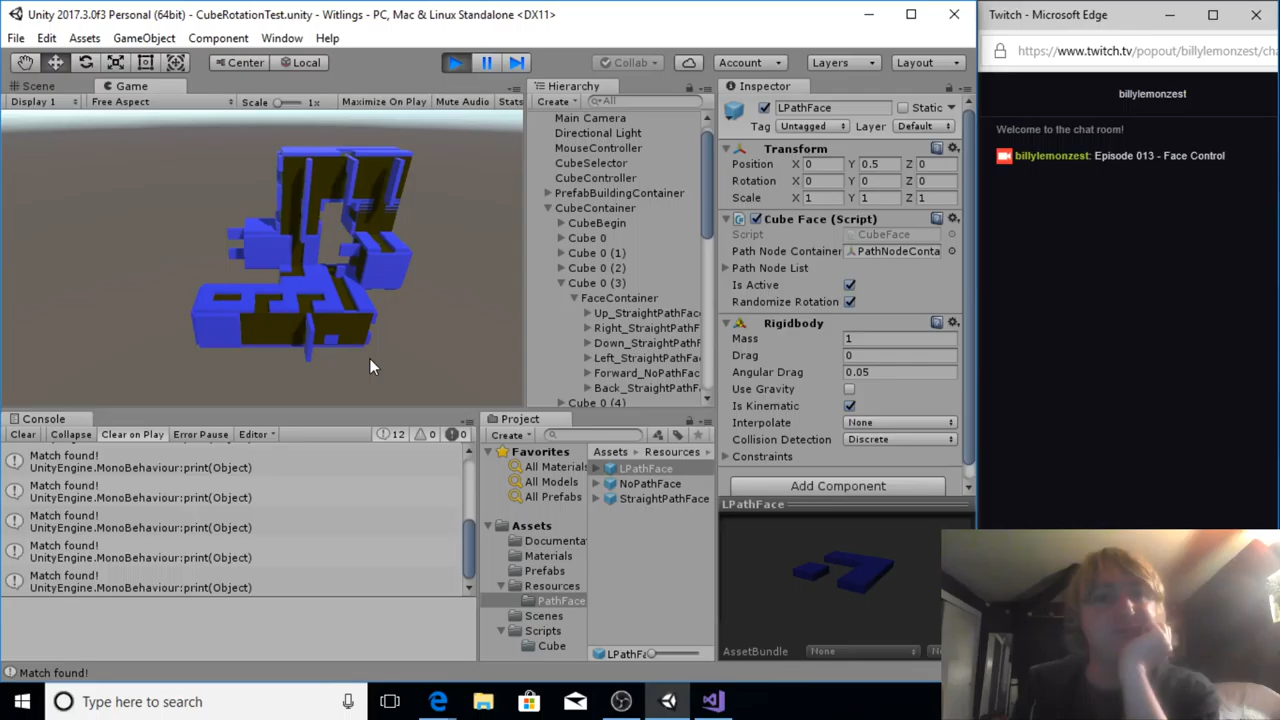 Unity 2017.3.0f3 Personal (64bit) - CubeRotationTest.unity - Witlings - PC, Mac & Linux Standalone <DX11>
File Edit Assets GameObject Component Window Help
Center Local Collab Account Layers Layout
Scene Game
Display 1 Free Aspect Scale 1x Maximize On Play Mute Audio Stats
Hierarchy
Create All
Main Camera
Directional Light
MouseController
CubeSelector
CubeController
PrefabBuildingContainer
CubeContainer
CubeBegin
Cube 0
Cube 0 (1)
Cube 0 (2)
Cube 0 (3)
FaceContainer
Up_StraightPathFac
Right_StraightPathF
Down_StraightPathF
Left_StraightPathFa
Forward_NoPathFac
Back_StraightPathF
Cube 0 (4)
Inspector
LPathFace Static
Tag Untagged Layer Default
Transform
Position X 0 Y 0.5 Z 0
Rotation X 0 Y 0 Z 0
Scale X 1 Y 1 Z 1
Cube Face (Script)
Script CubeFace
Path Node Container PathNodeConta
Path Node List
Is Active
Randomize Rotation
Rigidbody
Mass 1
Drag 0
Angular Drag 0.05
Use Gravity
Is Kinematic
Interpolate None
Collision Detection Discrete
Constraints
Add Component
LPathFace
AssetBundle None
Console
Clear Collapse Clear on Play Error Pause Editor 12 0 0
Match found!
UnityEngine.MonoBehaviour:print(Object)
Match found!
UnityEngine.MonoBehaviour:print(Object)
Match found!
UnityEngine.MonoBehaviour:print(Object)
Match found!
UnityEngine.MonoBehaviour:print(Object)
Match found!
UnityEngine.MonoBehaviour:print(Object)
Match found!
Project
Create
Favorites
All Materials
All Models
All Prefabs
Assets
Documenta
Materials
Prefabs
Resources
PathFace
Scenes
Scripts
Cube
Assets Resources
LPathFace
NoPathFace
StraightPathFace
LPathFa
Twitch - Microsoft Edge
https://www.twitch.tv/popout/billylemonzest/cha
billylemonzest
Welcome to the chat room!
billylemonzest: Episode 013 - Face Control
Type here to search